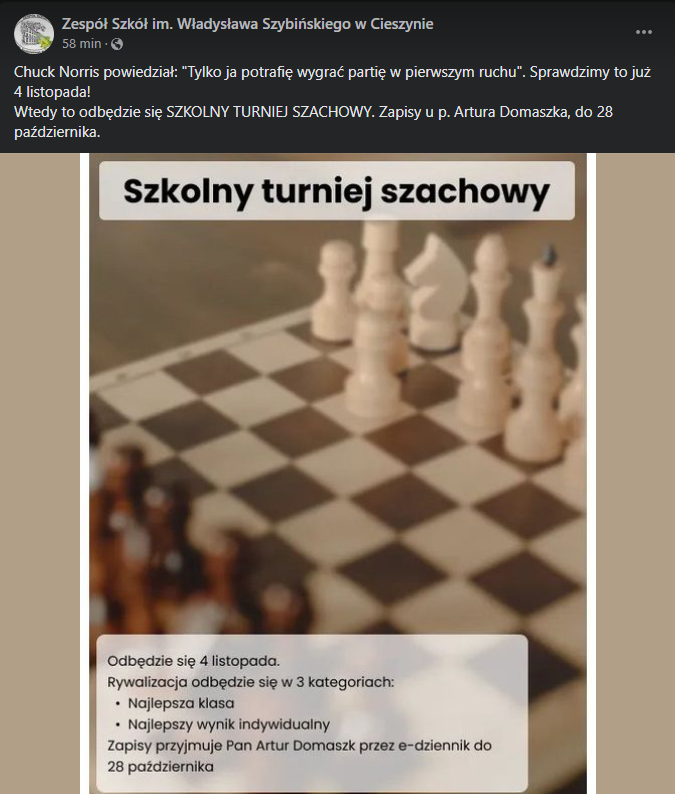 Zespół Szkół im. Władysława Szybińskiego w Cieszynie
58 min ·
Chuck Norris powiedział: "Tylko ja potrafię wygrać partię w pierwszym ruchu". Sprawdzimy to już
4 listopada!
Wtedy to odbędzie się SZKOLNY TURNIEJ SZACHOWY. Zapisy u p. Artura Domaszka, do 28
października.
Szkolny turniej szachowy
Odbędzie się 4 listopada.
Rywalizacja odbędzie się w 3 kategoriach:
• Najlepsza klasa
• Najlepszy wynik indywidualny
Zapisy przyjmuje Pan Artur Domaszk przez e-dziennik do
28 października